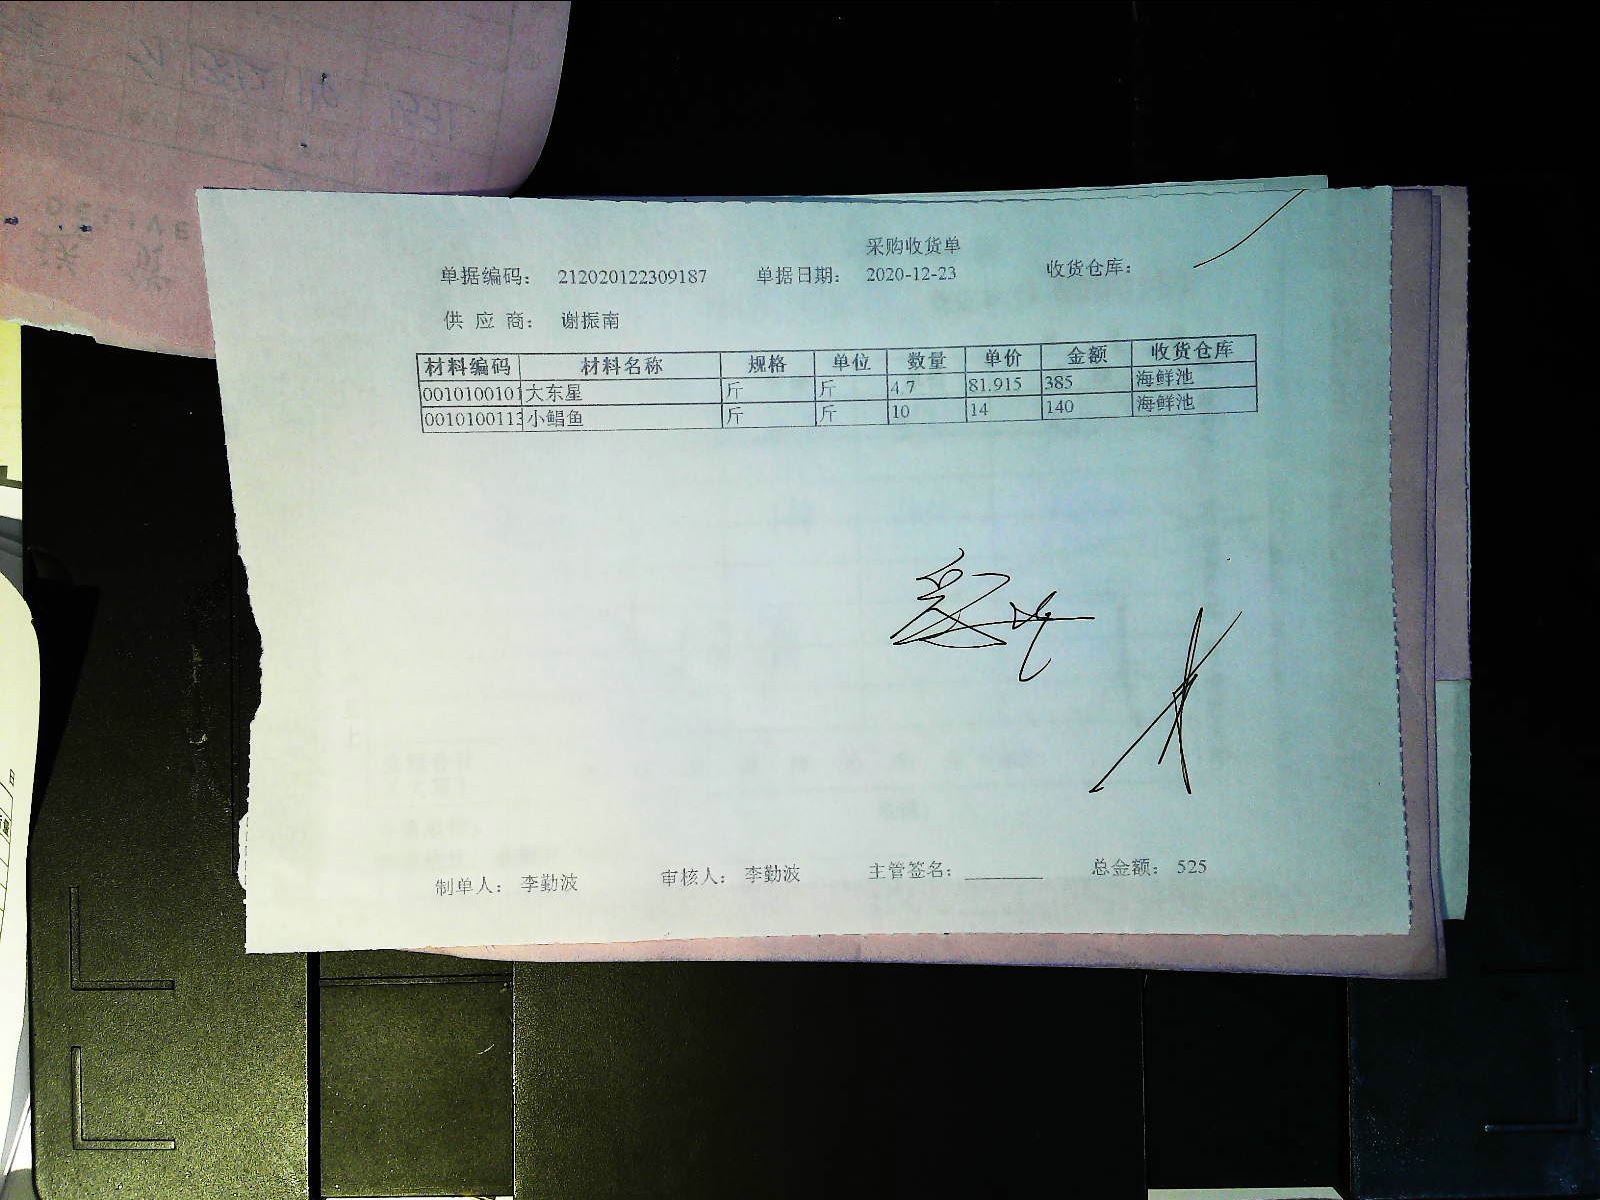 采购收货单
单据编码： 212020122309187 单据日期： 2020-12-23 收货仓库：
供 应 商： 谢振南
材料编码 材料名称 规格 单位 数量 单价 金额 收货仓库
0010100101 大东星 斤 斤 4.7 81.915 385 海鲜池
001010011 小鲳鱼 斤 斤 10 14 140 海鲜池
制单人： 李勤波 审核人： 李勤波 主管签名： 总金额： 525